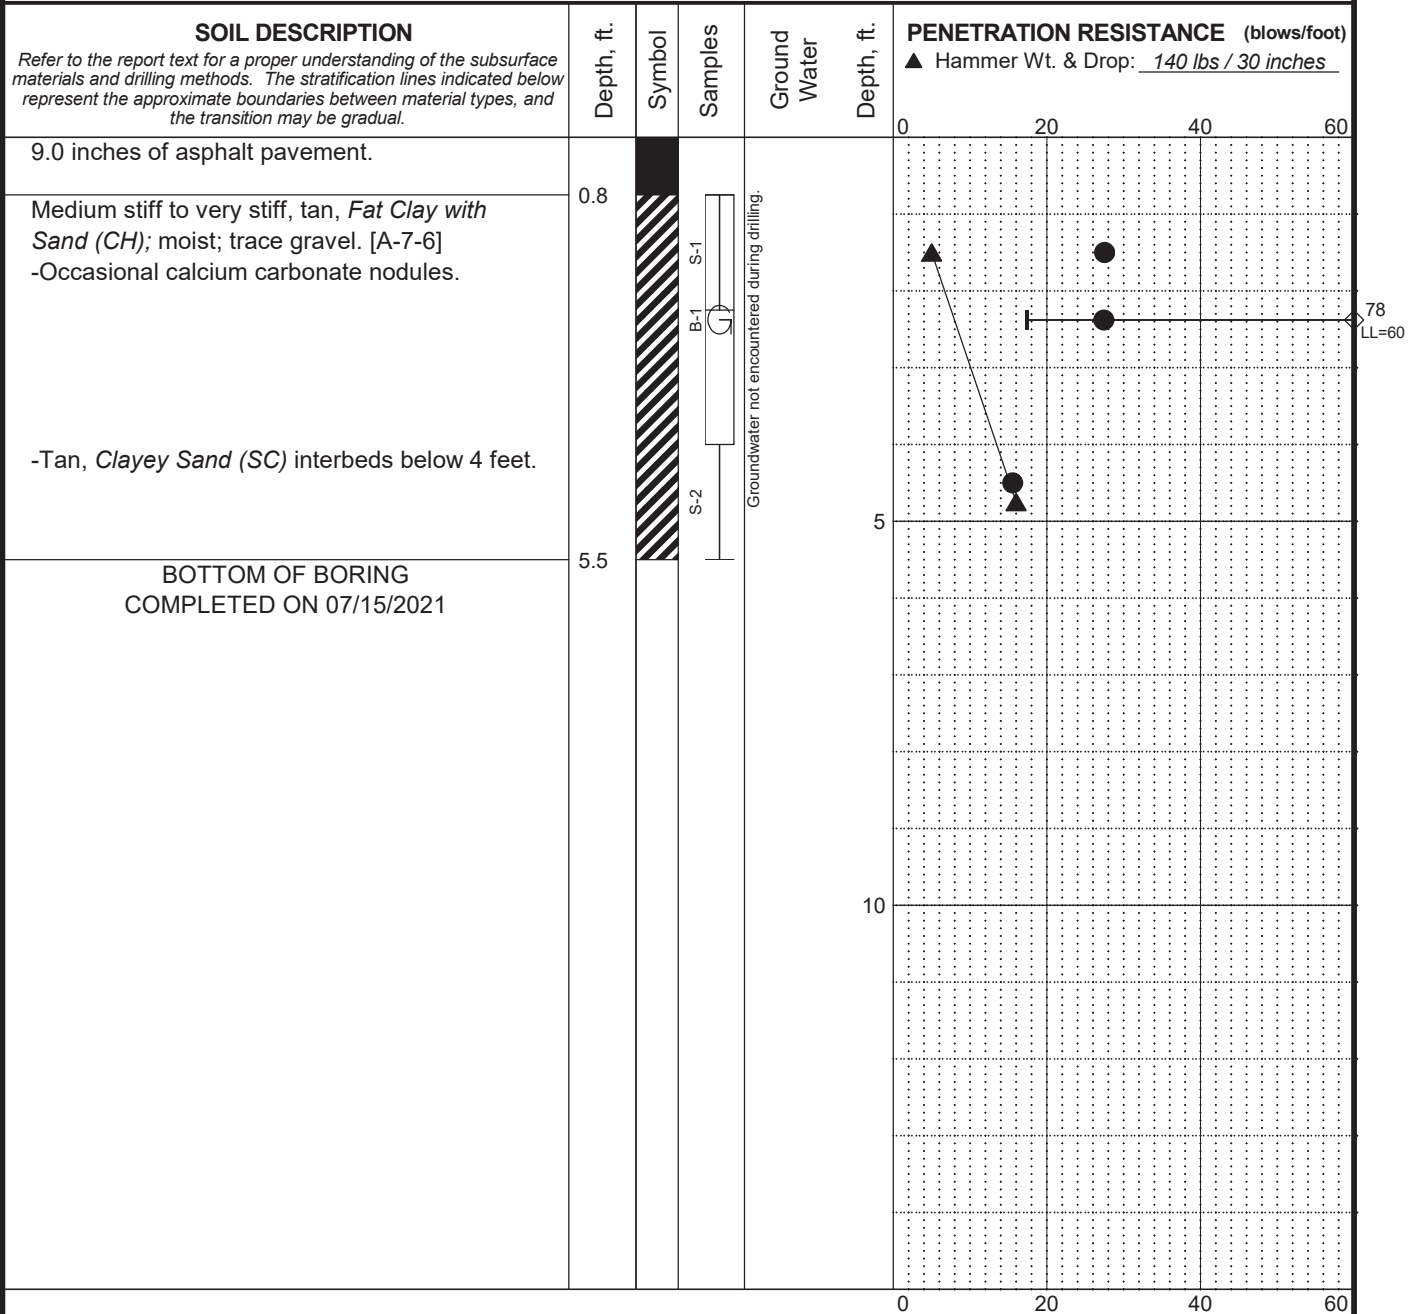 SOIL DESCRIPTION
Refer to the report text for a proper understanding of the subsurface
materials and drilling methods. The stratification lines indicated below
represent the approximate boundaries between material types, and
the transition may be gradual.
Depth, ft.
Symbol
Samples
Ground
Water
Depth, ft.
PENETRATION RESISTANCE (blows/foot)
▲ Hammer Wt. & Drop: 140 lbs / 30 inches
0 20 40 60
9.0 inches of asphalt pavement.
0.8
Medium stiff to very stiff, tan, Fat Clay with
Sand (CH); moist; trace gravel. [A-7-6]
-Occasional calcium carbonate nodules.
S-1
B-1
G
Groundwater not encountered during drilling.
78
LL=60
-Tan, Clayey Sand (SC) interbeds below 4 feet.
S-2
5
5.5
BOTTOM OF BORING
COMPLETED ON 07/15/2021
10
0 20 40 60